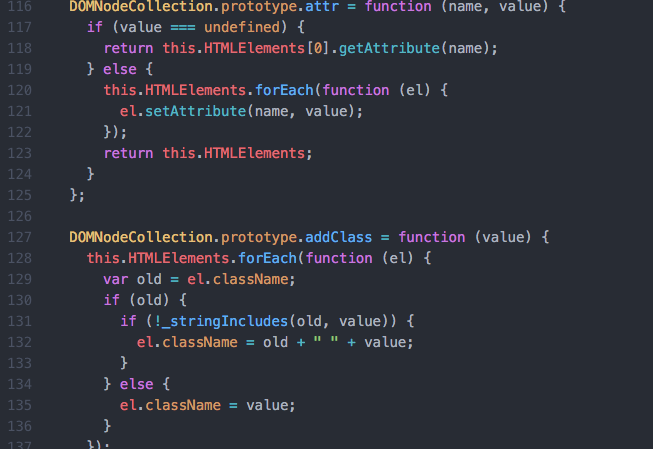 116 DOMNodeCollection.prototype.attr = function (name, value) {
117 if (value === undefined) {
118 return this.HTMLElements[0].getAttribute(name);
119 } else {
120 this.HTMLElements.forEach(function (el) {
121 el.setAttribute(name, value);
122 });
123 return this.HTMLElements;
124 }
125 };
126
127 DOMNodeCollection.prototype.addClass = function (value) {
128 this.HTMLElements.forEach(function (el) {
129 var old = el.className;
130 if (old) {
131 if (!_stringIncludes(old, value)) {
132 el.className = old + " " + value;
133 }
134 } else {
135 el.className = value;
136 }
137 });